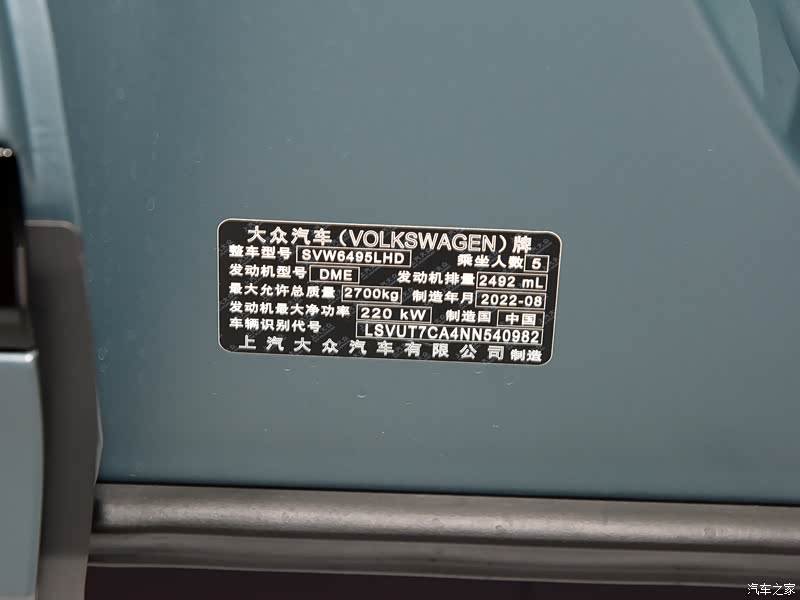 大众汽车(VOLKSWAGEN)牌
整车型号 SVW6495LHD 乘坐人数 5
发动机型号 DME 发动机排量 2492 mL
最大允许总质量 2700kg 制造年月 2022-08
发动机最大净功率 220 kW 制造国 中国
车辆识别代号 LSVUT7CA4NN540982
上汽大众汽车有限公司 制造
汽车之家